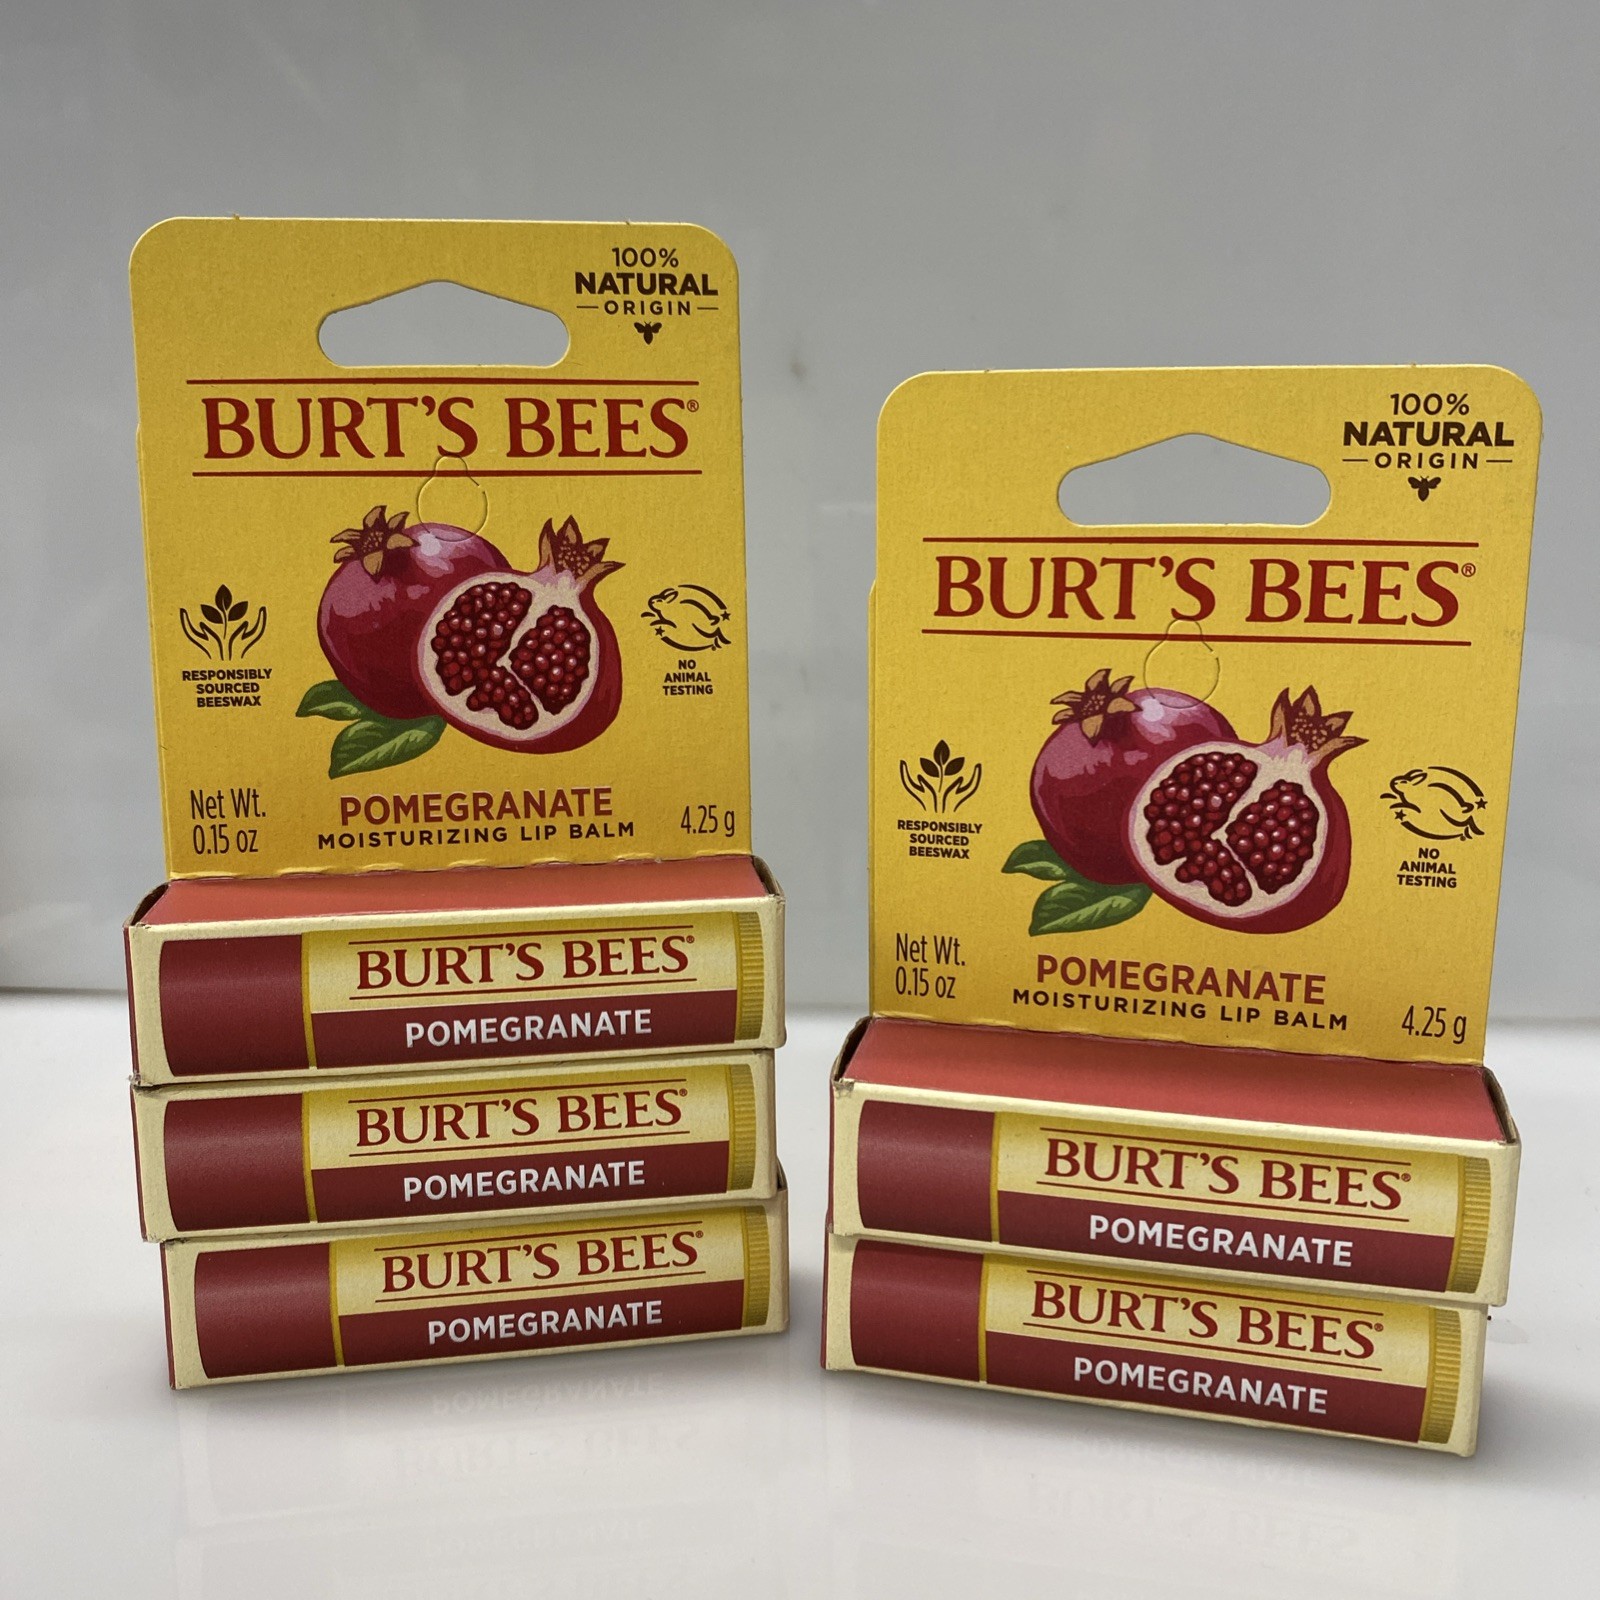 100%
NATURAL
ORIGIN
BURT'S BEES®
RESPONSIBLY
SOURCED
BEESWAX
NO
ANIMAL
TESTING
Net Wt.
0.15 oz
POMEGRANATE
MOISTURIZING LIP BALM
4.25 g
BURT'S BEES®
POMEGRANATE
BURT'S BEES®
POMEGRANATE
BURT'S BEES®
POMEGRANATE
100%
NATURAL
ORIGIN
BURT'S BEES®
RESPONSIBLY
SOURCED
BEESWAX
NO
ANIMAL
TESTING
Net Wt.
0.15 oz
POMEGRANATE
MOISTURIZING LIP BALM
4.25 g
BURT'S BEES®
POMEGRANATE
BURT'S BEES®
POMEGRANATE